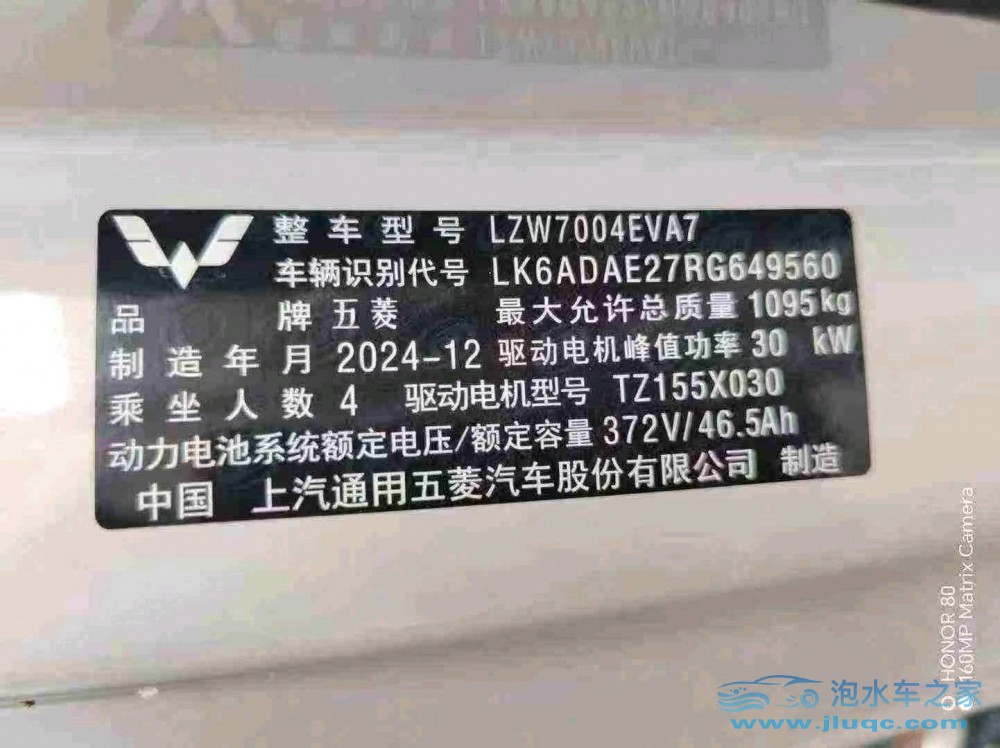 整车型号 LZW7004EVA7
车辆识别代号 LK6ADAE27RG649560
品牌 五菱 最大允许总质量 1095kg
制造年月 2024-12 驱动电机峰值功率 30 kW
乘坐人数 4 驱动电机型号 TZ155X030
动力电池系统额定电压/额定容量 372V/46.5Ah
中国 上汽通用五菱汽车股份有限公司 制造
HONOR 80
160MP Matrix Camera
泡水车之家
www.jluqc.com